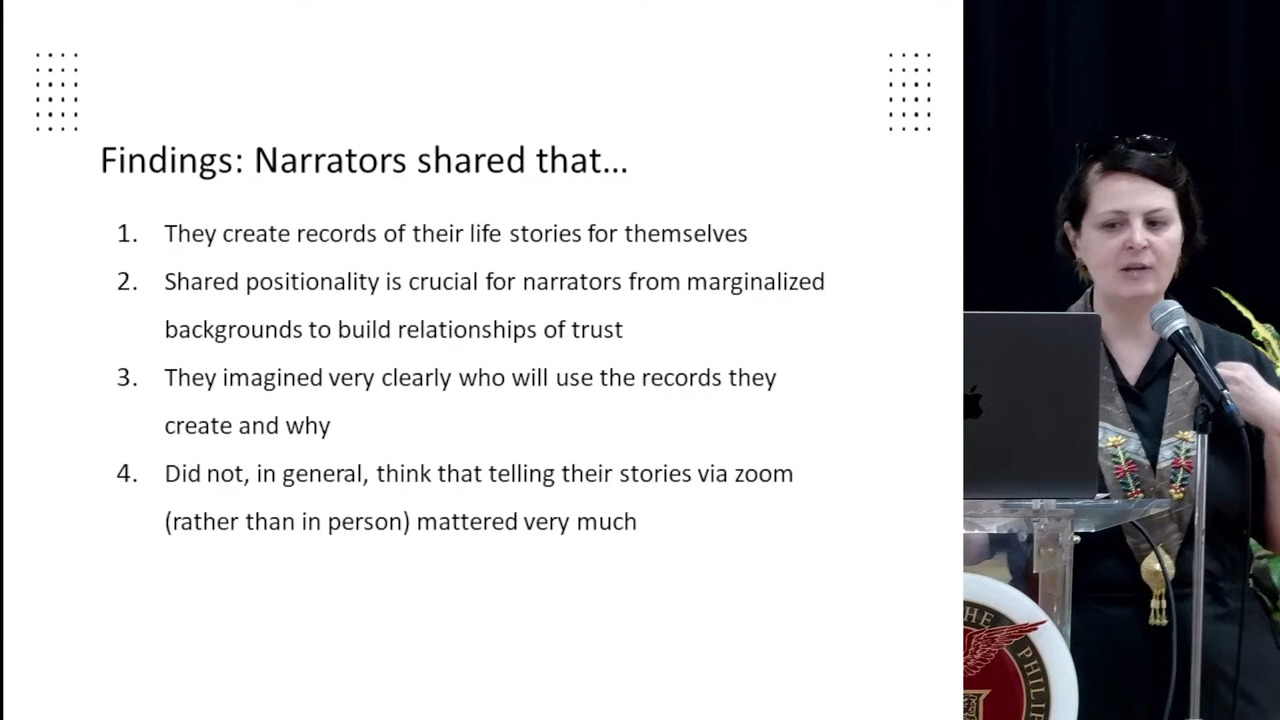 Findings: Narrators shared that...
1. They create records of their life stories for themselves
2. Shared positionality is crucial for narrators from marginalized
backgrounds to build relationships of trust
3. They imagined very clearly who will use the records they
create and why
4. Did not, in general, think that telling their stories via zoom
(rather than in person) mattered very much
THE